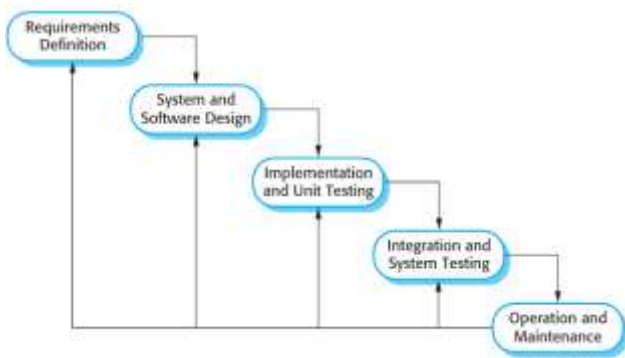 Requirements
Definition
System and
Software Design
Implementation
and Unit Testing
Integration and
System Testing
Operation and
Maintenance